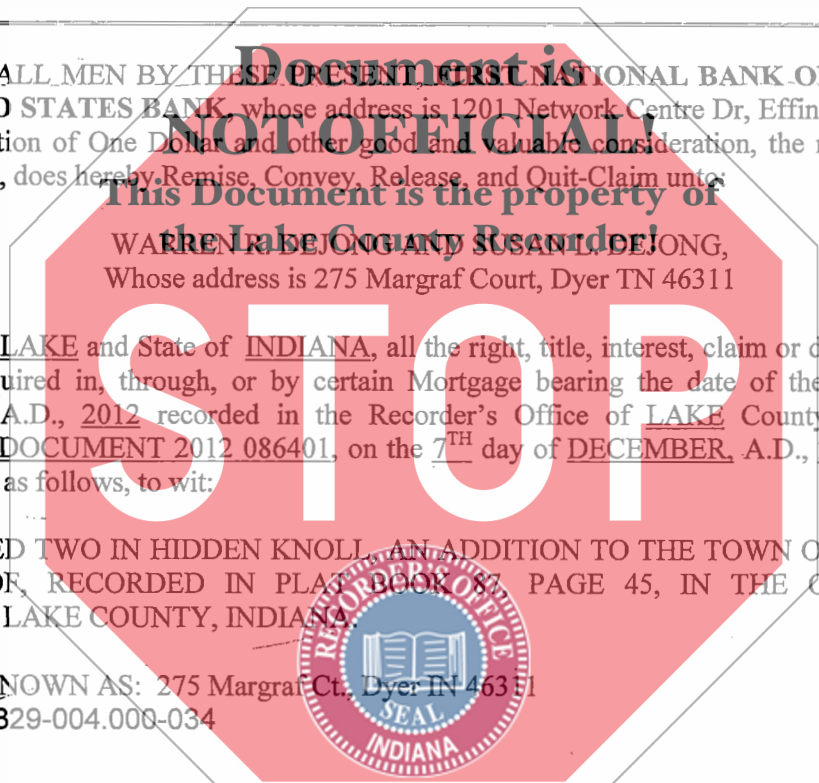 Document is
ALL MEN BY THESE PRESENT, FIRST NATIONAL BANK O
D STATES BANK, whose address is 1201 Network Centre Dr, Effin
NOT OFFICIAL!
tion of One Dollar and other good and valuable consideration, the
, does hereby Remise, Convey, Release, and Quit-Claim unto:
This Document is the property of
the Lake County Recorder!
WARREN R. DEJONG AND SUSAN L. DEJONG,
Whose address is 275 Margraf Court, Dyer TN 46311
STOP
LAKE and State of INDIANA, all the right, title, interest, claim or d
uired in, through, or by certain Mortgage bearing the date of the
A.D., 2012 recorded in the Recorder's Office of LAKE County
DOCUMENT 2012 086401, on the 7TH day of DECEMBER, A.D.,
as follows, to wit:
ED TWO IN HIDDEN KNOLL, AN ADDITION TO THE TOWN O
OF, RECORDED IN PLAT BOOK 87, PAGE 45, IN THE
LAKE COUNTY, INDIANA.
RECORDER'S OFFICE
NOWN AS: 275 Margraf Ct., Dyer IN 46311
329-004.000-034
SEAL
INDIANA